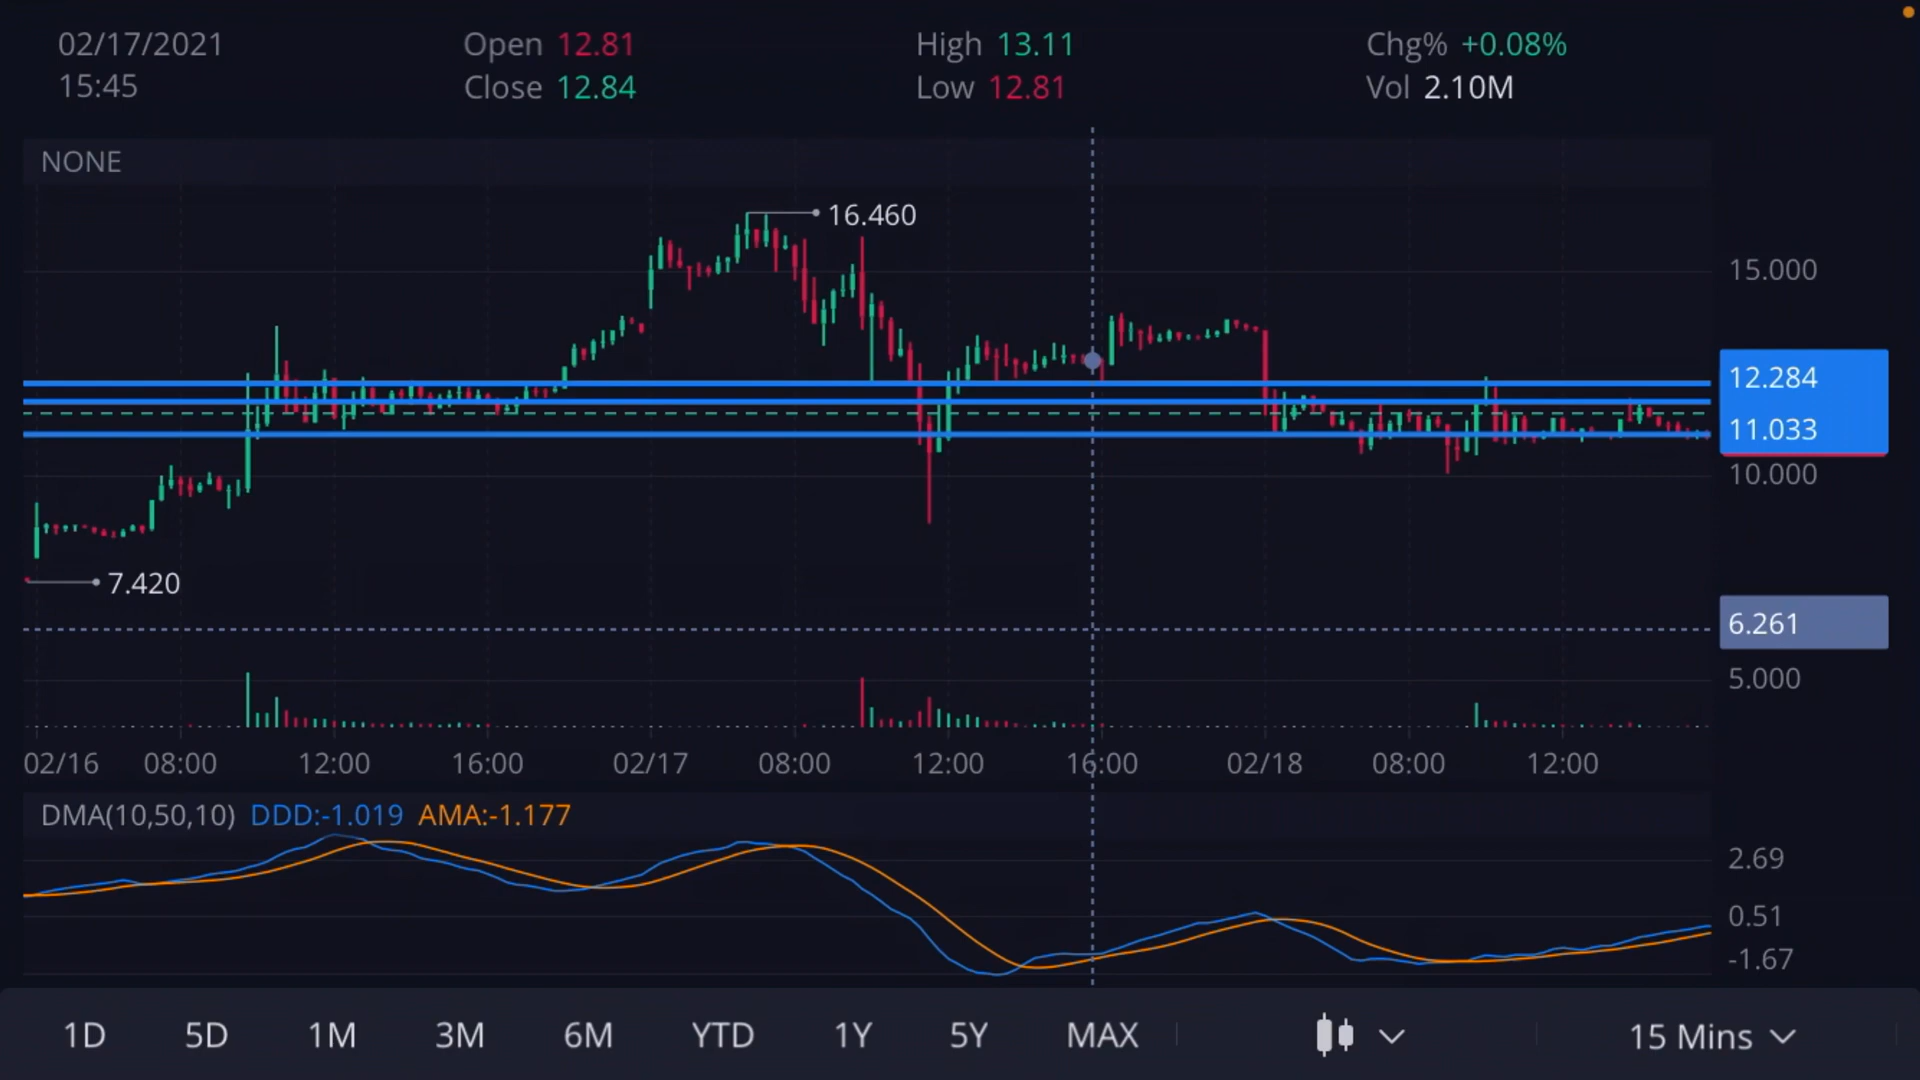 02/17/2021 Open 12.81 High 13.11 Chg% +0.08%
15:45 Close 12.84 Low 12.81 Vol 2.10M
NONE
16.460
15.000
12.284
11.033
10.000
7.420
6.261
5.000
02/16 08:00 12:00 16:00 02/17 08:00 12:00 16:00 02/18 08:00 12:00
DMA(10,50,10) DDD:-1.019 AMA:-1.177
2.69
0.51
-1.67
1D 5D 1M 3M 6M YTD 1Y 5Y MAX 15 Mins